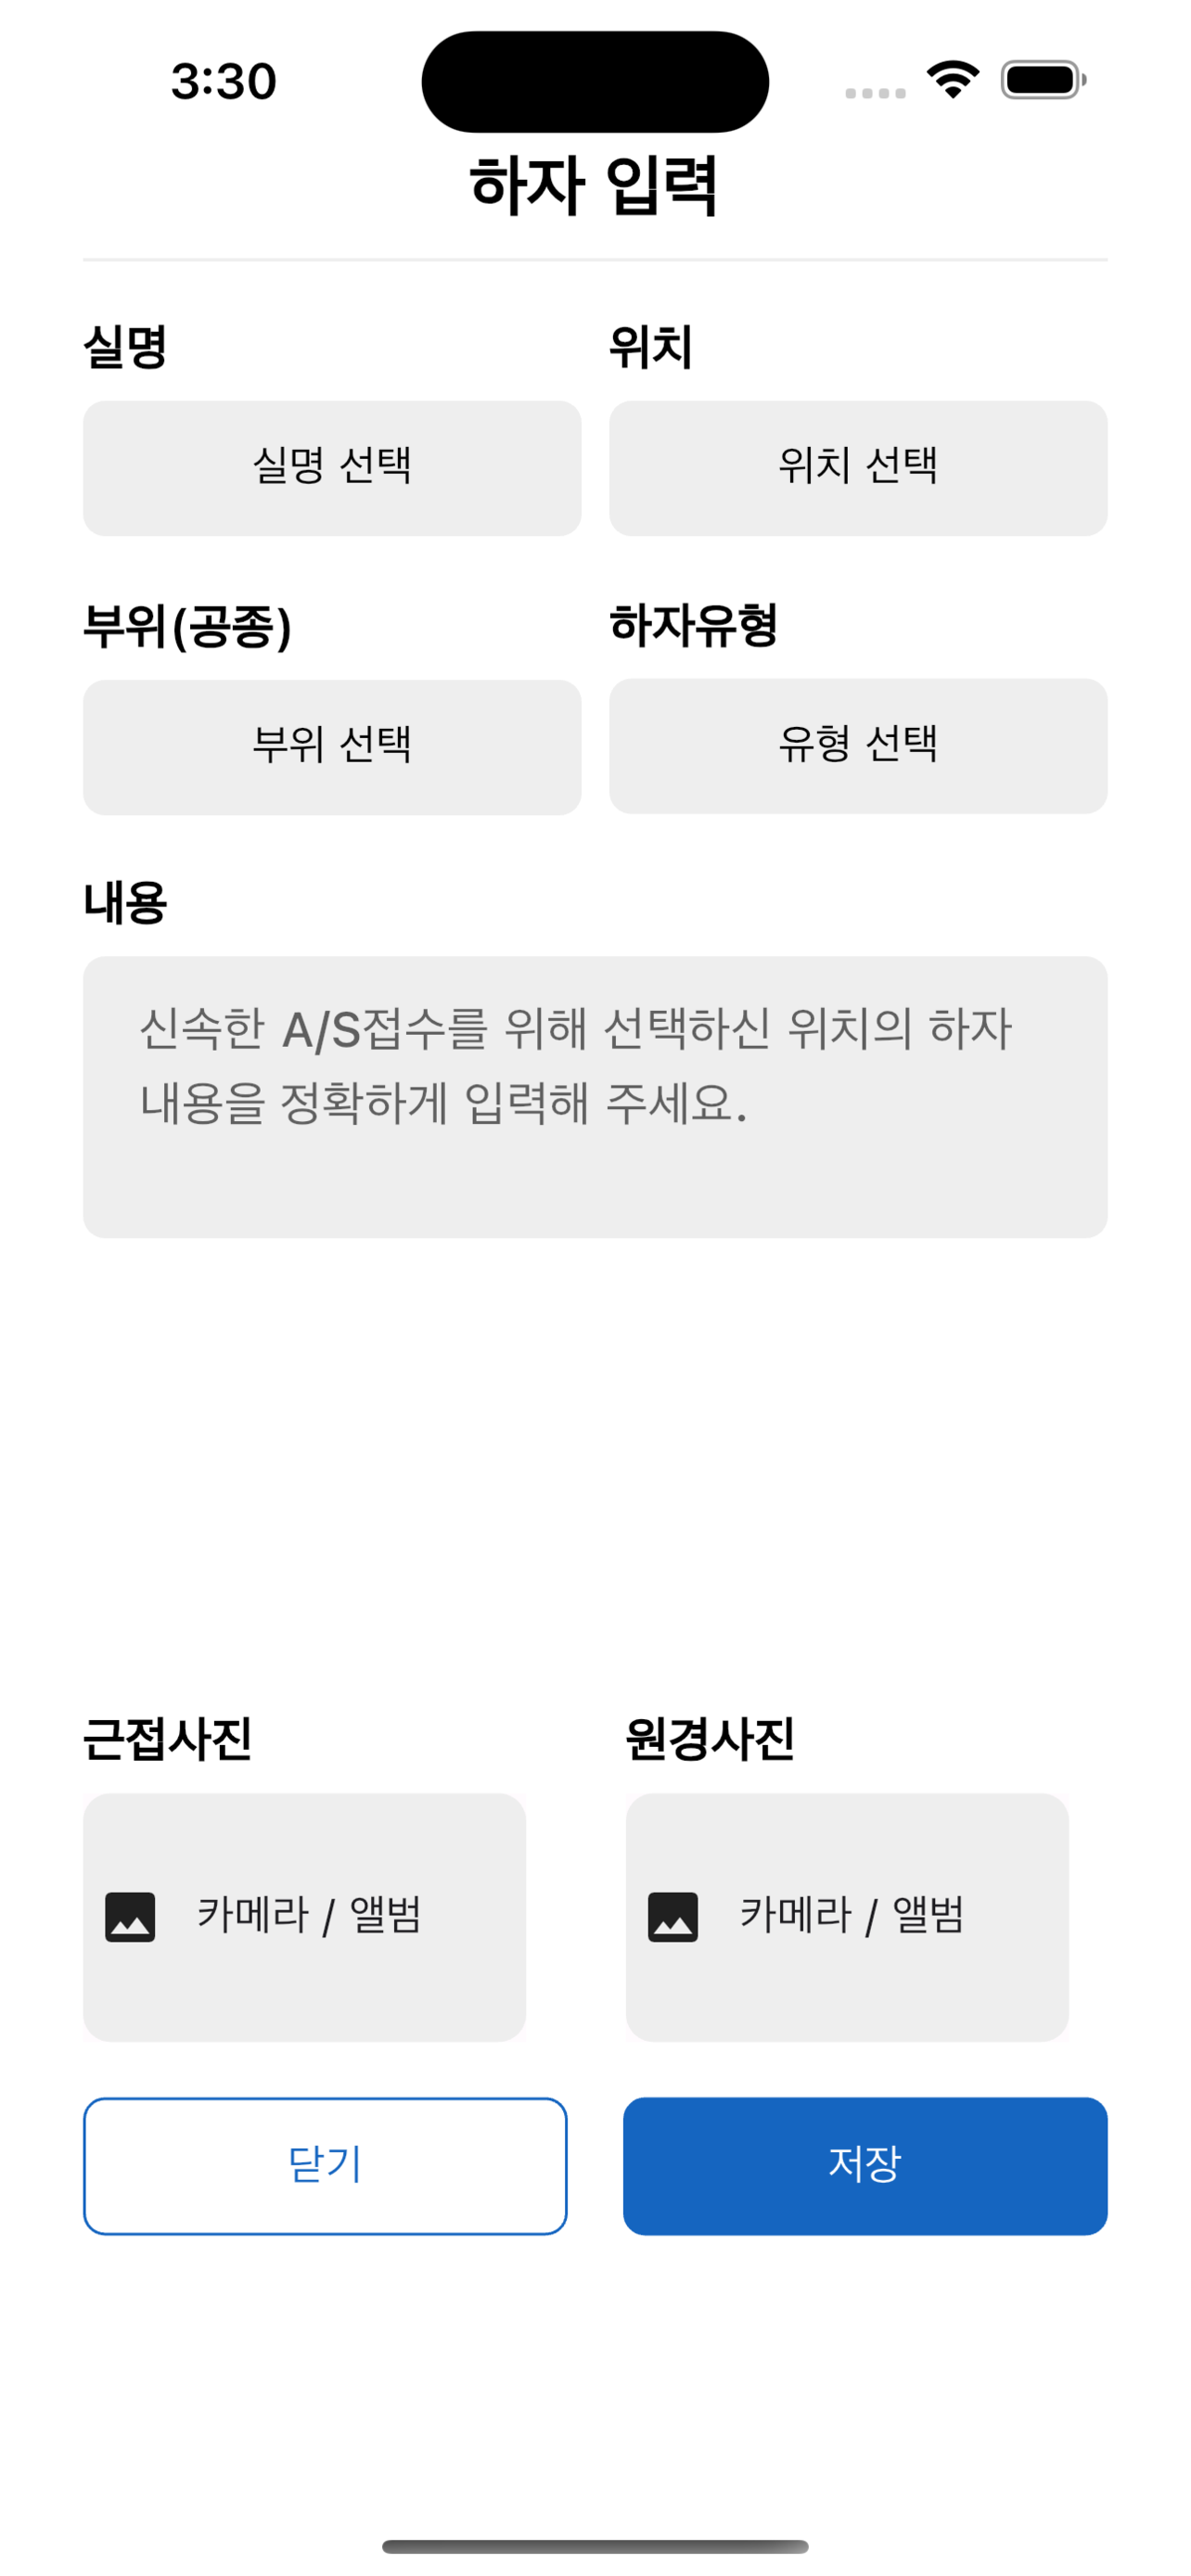 3:30
하자 입력
실명
위치
실명 선택
위치 선택
부위(공종)
하자유형
부위 선택
유형 선택
내용
신속한 A/S접수를 위해 선택하신 위치의 하자
내용을 정확하게 입력해 주세요.
근접사진
원경사진
카메라 / 앨범
카메라 / 앨범
닫기
저장